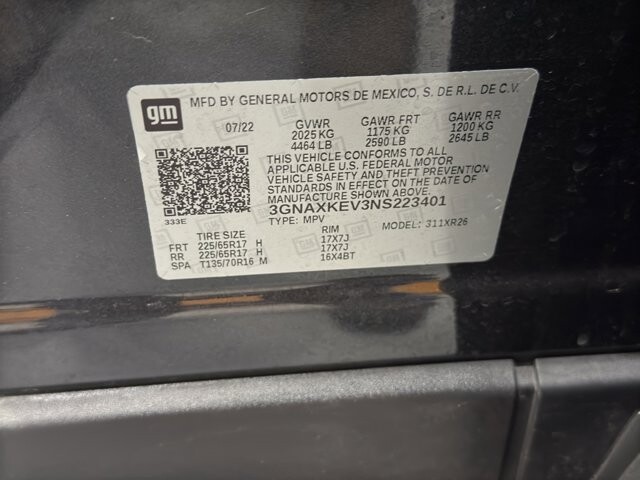 gm MFD BY GENERAL MOTORS DE MEXICO, S. DE R.L. DE C.V.
07/22 GVWR GAWR FRT GAWR RR
2025 KG 1175 KG 1200 KG
4464 LB 2590 LB 2645 LB
THIS VEHICLE CONFORMS TO ALL
APPLICABLE U.S. FEDERAL MOTOR
VEHICLE SAFETY AND THEFT PREVENTION
STANDARDS IN EFFECT ON THE DATE OF
MANUFACTURE SHOWN ABOVE.
3GNAXKEV3NS223401
333E TYPE: MPV MODEL: 311XR26
TIRE SIZE RIM
FRT 225/65R17 H 17X7J
RR 225/65R17 H 17X7J
SPA T135/70R16 M 16X4BT